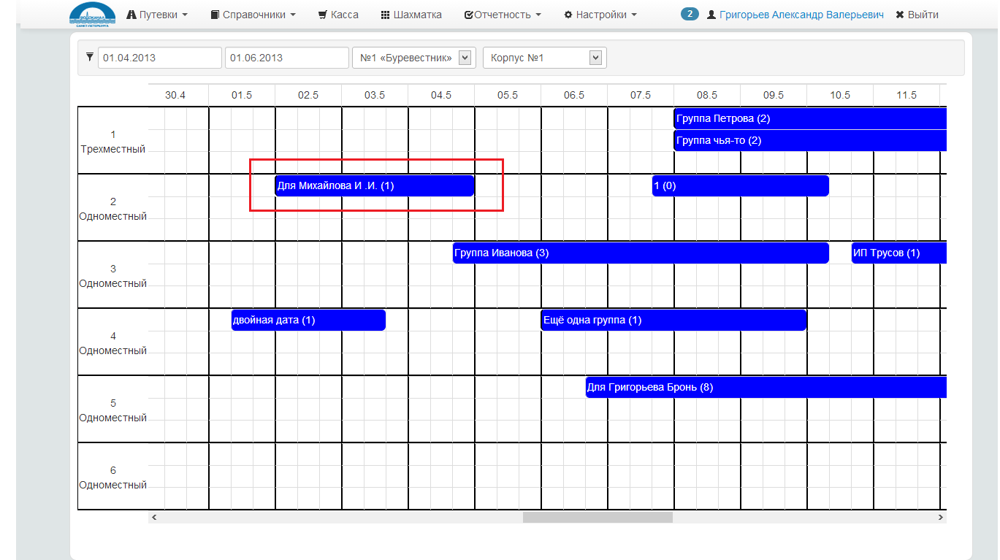 ВОДОКАНАЛ
САНКТ-ПЕТЕРБУРГА
Путевки Справочники Касса Шахматка Отчетность Настройки 2 Григорьев Александр Валерьевич Выйти
01.04.2013 01.06.2013 №1 «Буревестник» Корпус №1
30.4 01.5 02.5 03.5 04.5 05.5 06.5 07.5 08.5 09.5 10.5 11.5
Группа Петрова (2)
1
Трехместный
Группа чья-то (2)
Для Михайлова И .И. (1) 1 (0)
2
Одноместный
Группа Иванова (3) ИП Трусов (1)
3
Одноместный
двойная дата (1) Ещё одна группа (1)
4
Одноместный
Для Григорьева Бронь (8)
5
Одноместный
6
Одноместный